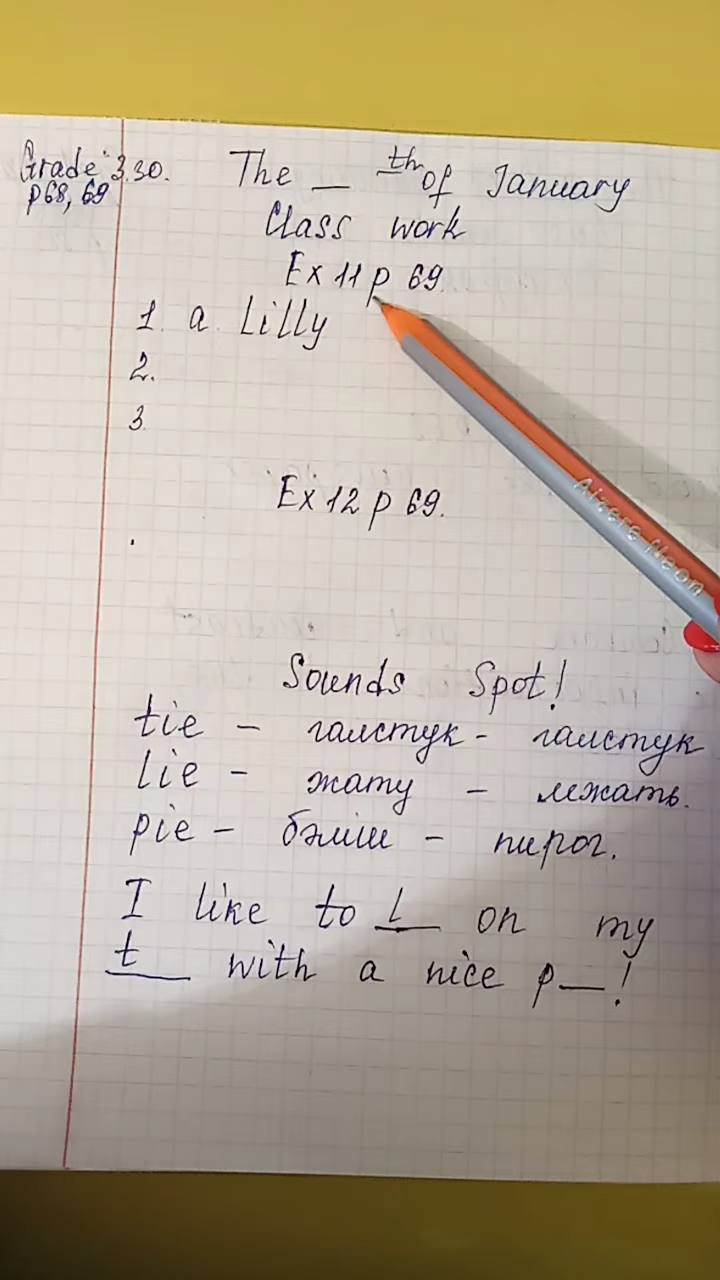 Grade 3.30.
p68, 69
The __ th of January
Class work
Ex 11 p 69
1. a. Lilly
2.
3.
Ex 12 p 69.
Sounds Spot!
tie – галстук – галстук
lie – жату – лежать.
pie – бәліш – пирог.
I like to l__ on my
t__ with a nice p__!
Aizere Neon